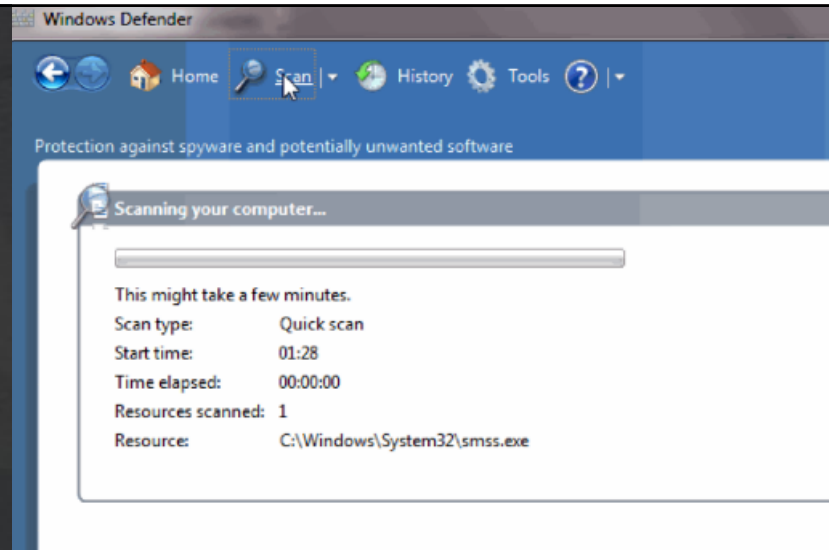 Windows Defender
Home Scan History Tools ?
Protection against spyware and potentially unwanted software
Scanning your computer...
This might take a few minutes.
Scan type: Quick scan
Start time: 01:28
Time elapsed: 00:00:00
Resources scanned: 1
Resource: C:\Windows\System32\smss.exe